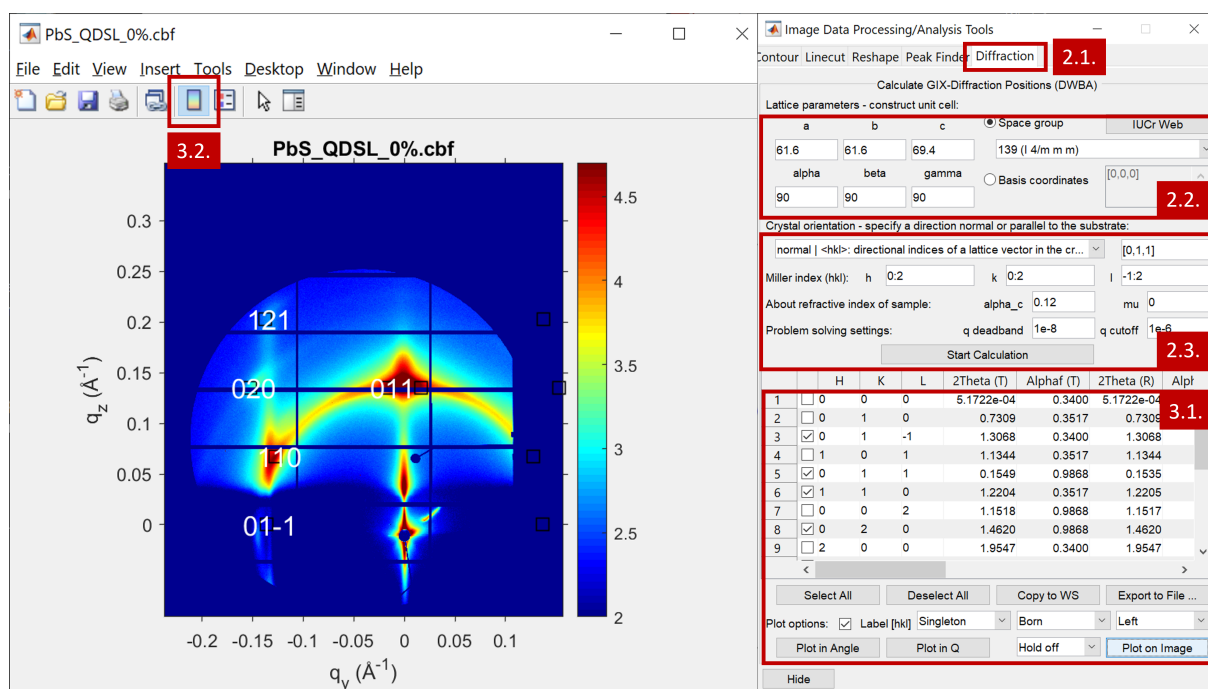 PbS_QDSL_0%.cbf
File Edit View Insert Tools Desktop Window Help
3.2.
PbS_QDSL_0%.cbf
0.3
0.25
0.2
0.15
0.1
0.05
0
q_z (Å^-1)
-0.2 -0.15 -0.1 -0.05 0 0.05 0.1
q_y (Å^-1)
121
020
011
110
01-1
4.5
4
3.5
3
2.5
2
Image Data Processing/Analysis Tools
Contour Linecut Reshape Peak Finder Diffraction
2.1.
Calculate GIX-Diffraction Positions (DWBA)
Lattice parameters - construct unit cell:
a b c Space group IUCr Web
61.6 61.6 69.4 139 (I 4/m m m)
alpha beta gamma Basis coordinates [0,0,0]
90 90 90
2.2.
Crystal orientation - specify a direction normal or parallel to the substrate:
normal | <hkl>: directional indices of a lattice vector in the cr... [0,1,1]
Miller index (hkl): h 0:2 k 0:2 l -1:2
About refractive index of sample: alpha_c 0.12 mu 0
Problem solving settings: q deadband 1e-8 q cutoff 1e-6
Start Calculation
2.3.
H K L 2Theta (T) Alphaf (T) 2Theta (R) Alph
3.1.
1 0 0 0 5.1722e-04 0.3400 5.1722e-04
2 0 1 0 0.7309 0.3517 0.7309
3 0 1 -1 1.3068 0.3400 1.3068
4 1 0 1 1.1344 0.3517 1.1344
5 0 1 1 0.1549 0.9868 0.1535
6 1 1 0 1.2204 0.3517 1.2205
7 0 0 2 1.1518 0.9868 1.1517
8 0 2 0 1.4620 0.9868 1.4620
9 2 0 0 1.9547 0.3400 1.9547
Select All Deselect All Copy to WS Export to File ...
Plot options: Label [hkl] Singleton Born Left
Plot in Angle Plot in Q Hold off Plot on Image
Hide